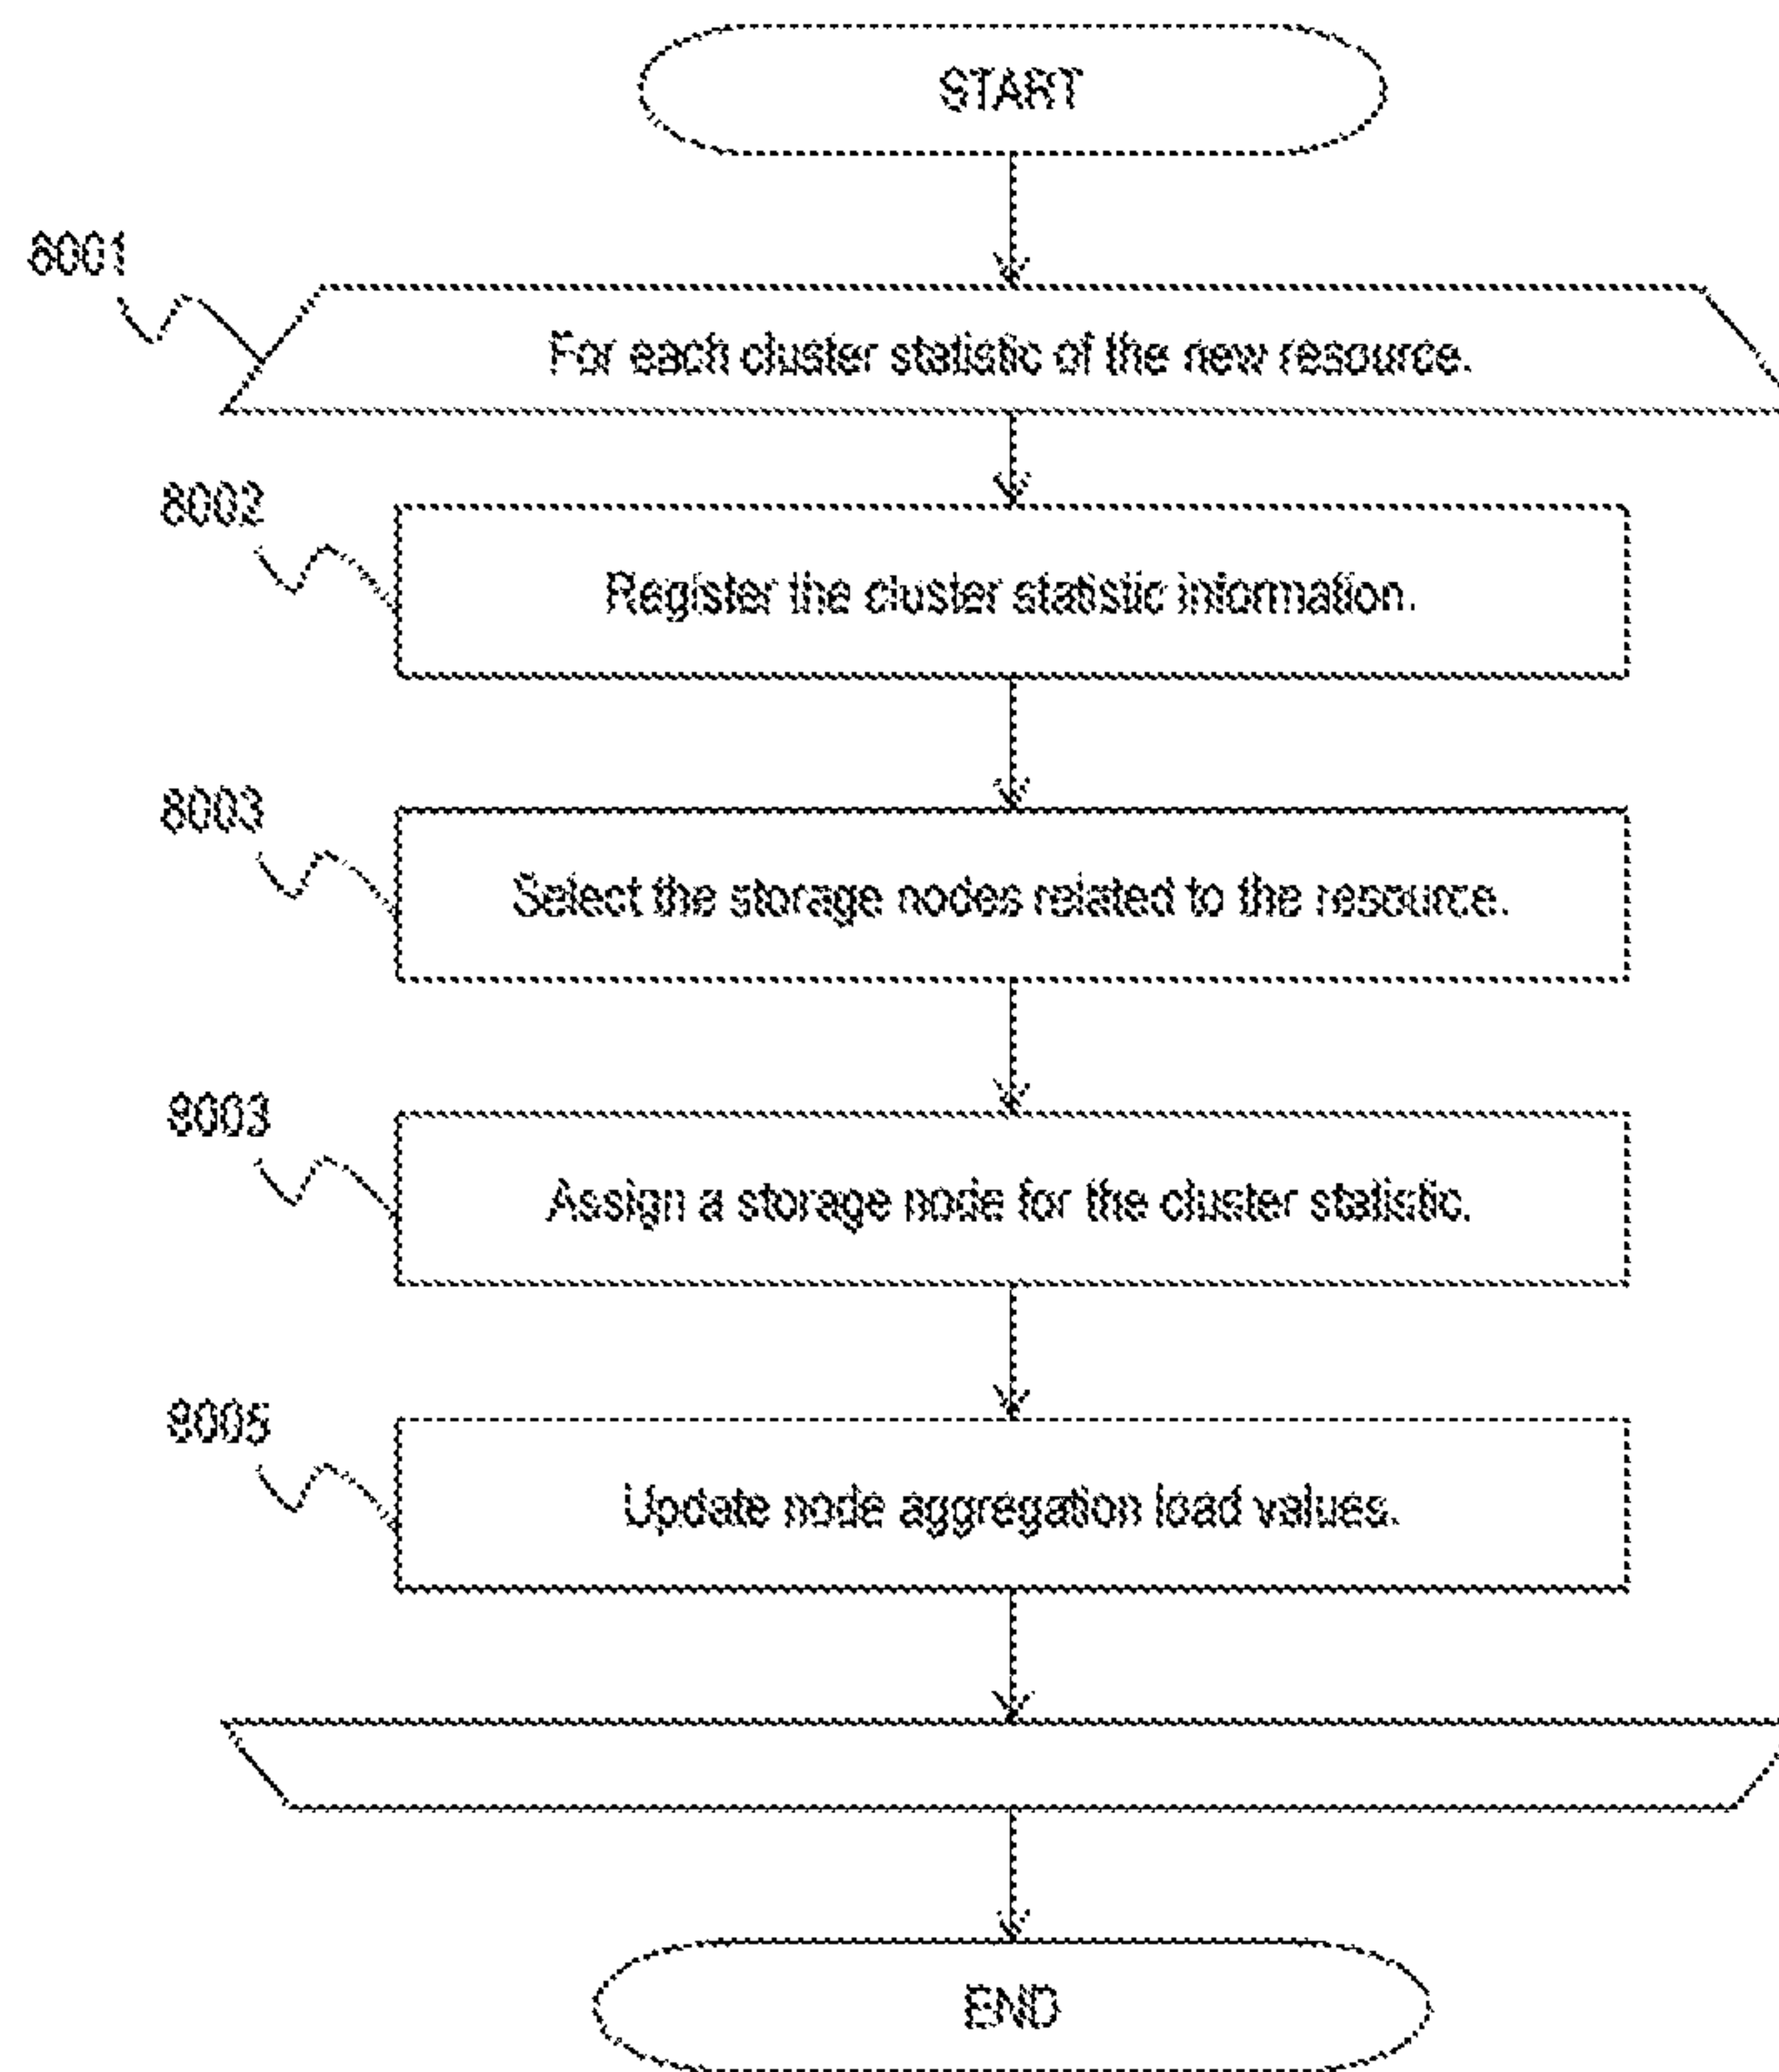 START
8001
For each cluster statistic of the new resource.
8002
Register the cluster statistic information.
8003
Select the storage nodes related to the resource.
8003
Assign a storage node for the cluster statistic.
8005
Update node aggregation load values.
END